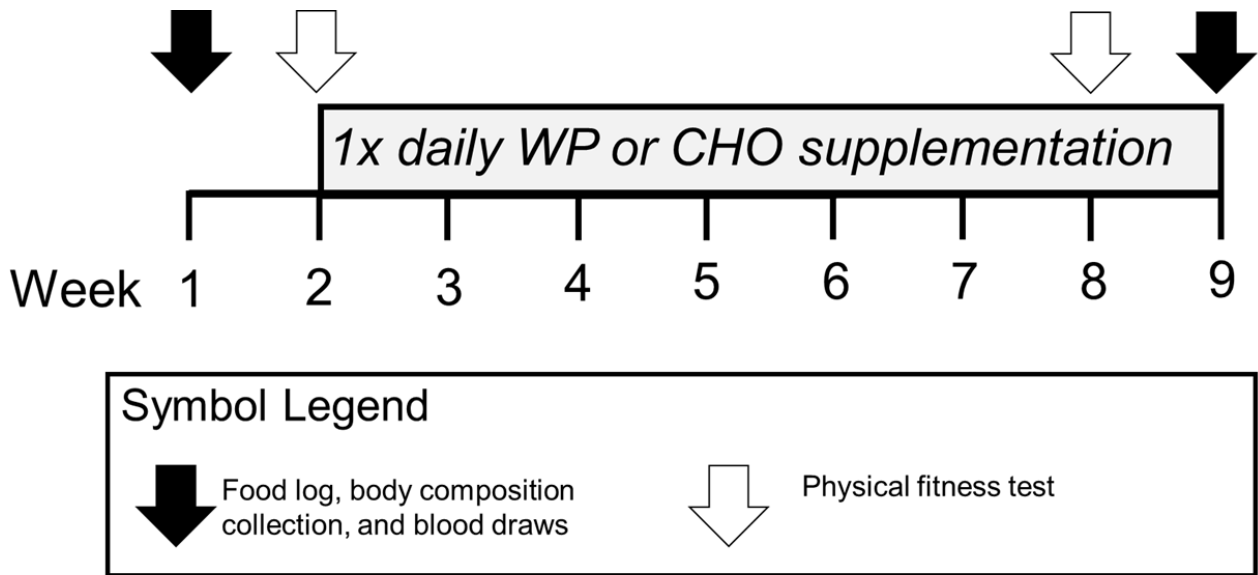 1x daily WP or CHO supplementation
Week 1 2 3 4 5 6 7 8 9
Symbol Legend
Food log, body composition
collection, and blood draws
Physical fitness test